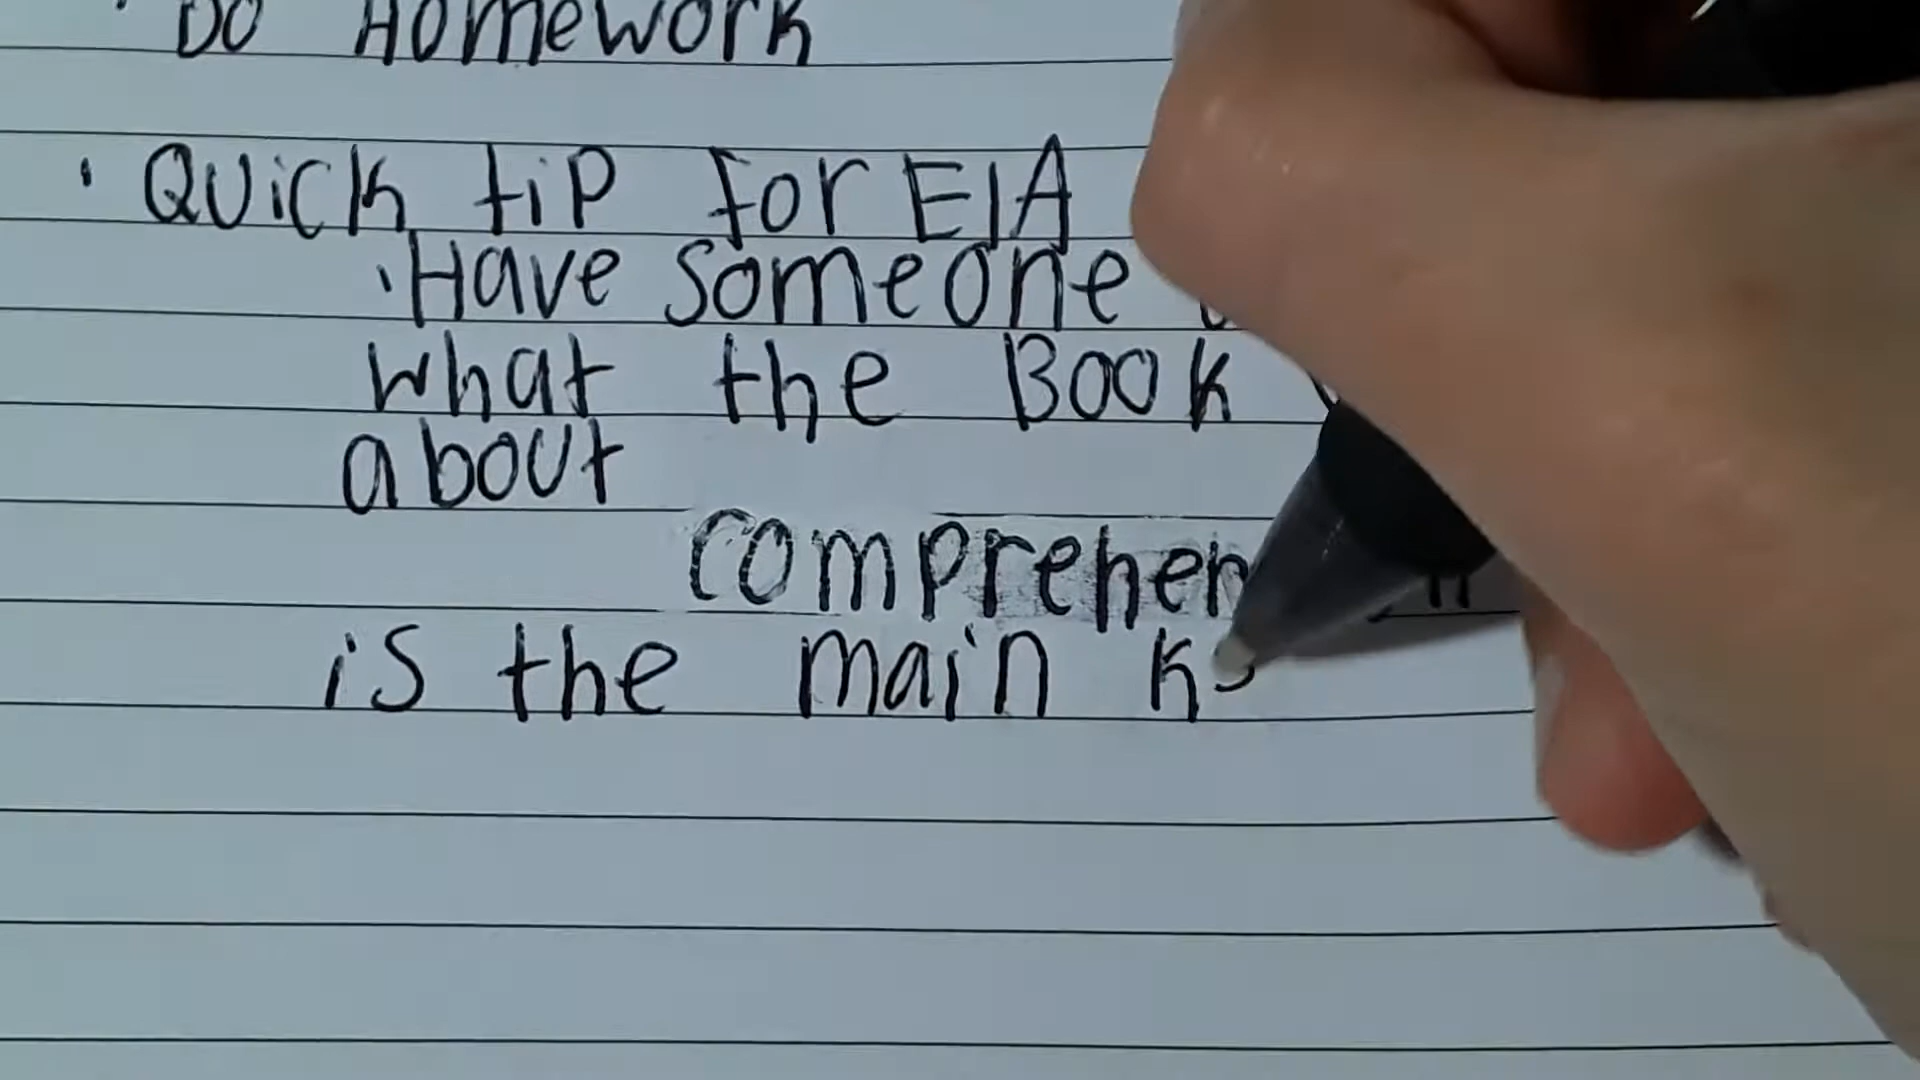 Do Homework
· Quick tip for ElA
· Have someone
what the Book
about
comprehen
is the main